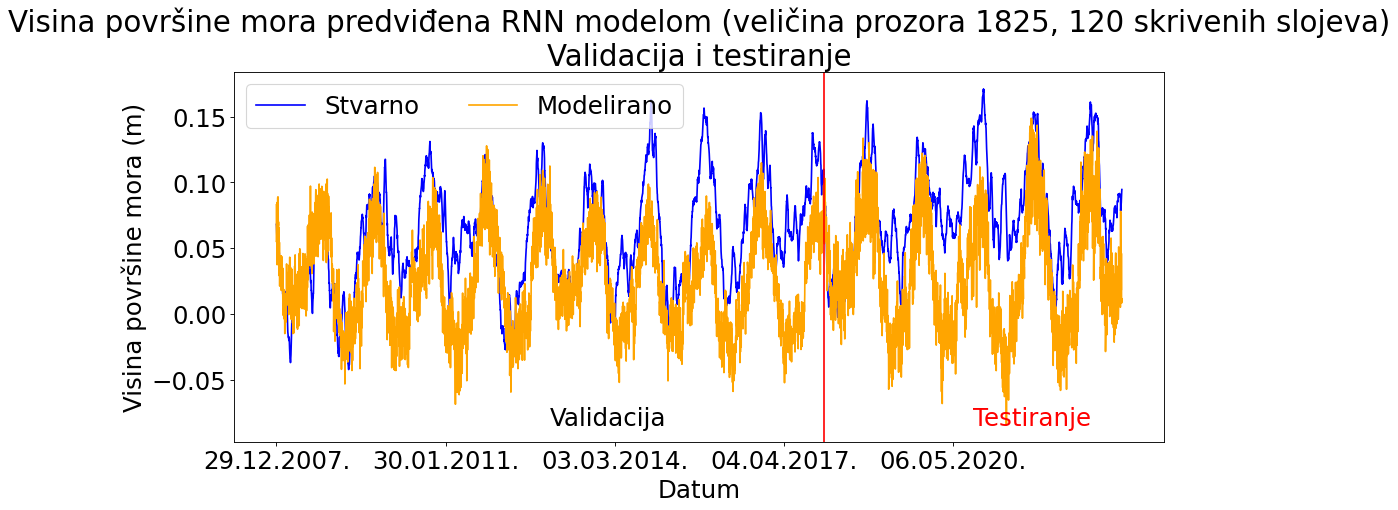 Visina površine mora predviđena RNN modelom (veličina prozora 1825, 120 skrivenih slojeva)
Validacija i testiranje
Stvarno
Modelirano
Visina površine mora (m)
0.15
0.10
0.05
0.00
−0.05
Validacija
Testiranje
29.12.2007.
30.01.2011.
03.03.2014.
04.04.2017.
06.05.2020.
Datum